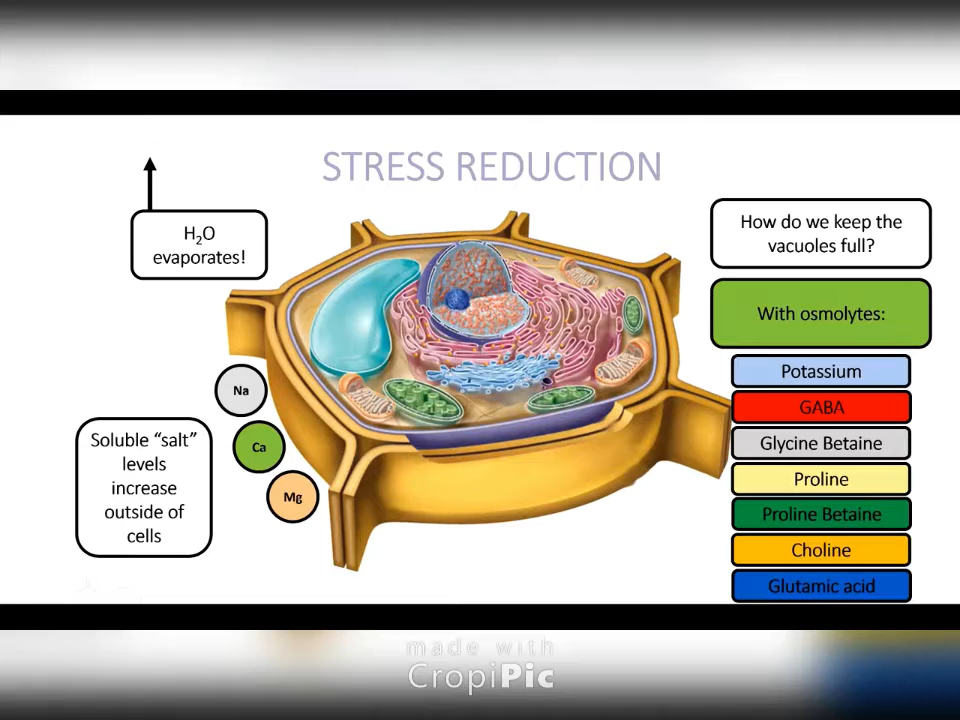 STRESS REDUCTION
H₂O
evaporates!
How do we keep the
vacuoles full?
With osmolytes:
Potassium
GABA
Glycine Betaine
Proline
Proline Betaine
Choline
Glutamic acid
Na
Ca
Mg
Soluble “salt”
levels
increase
outside of
cells
made with
CropiPic